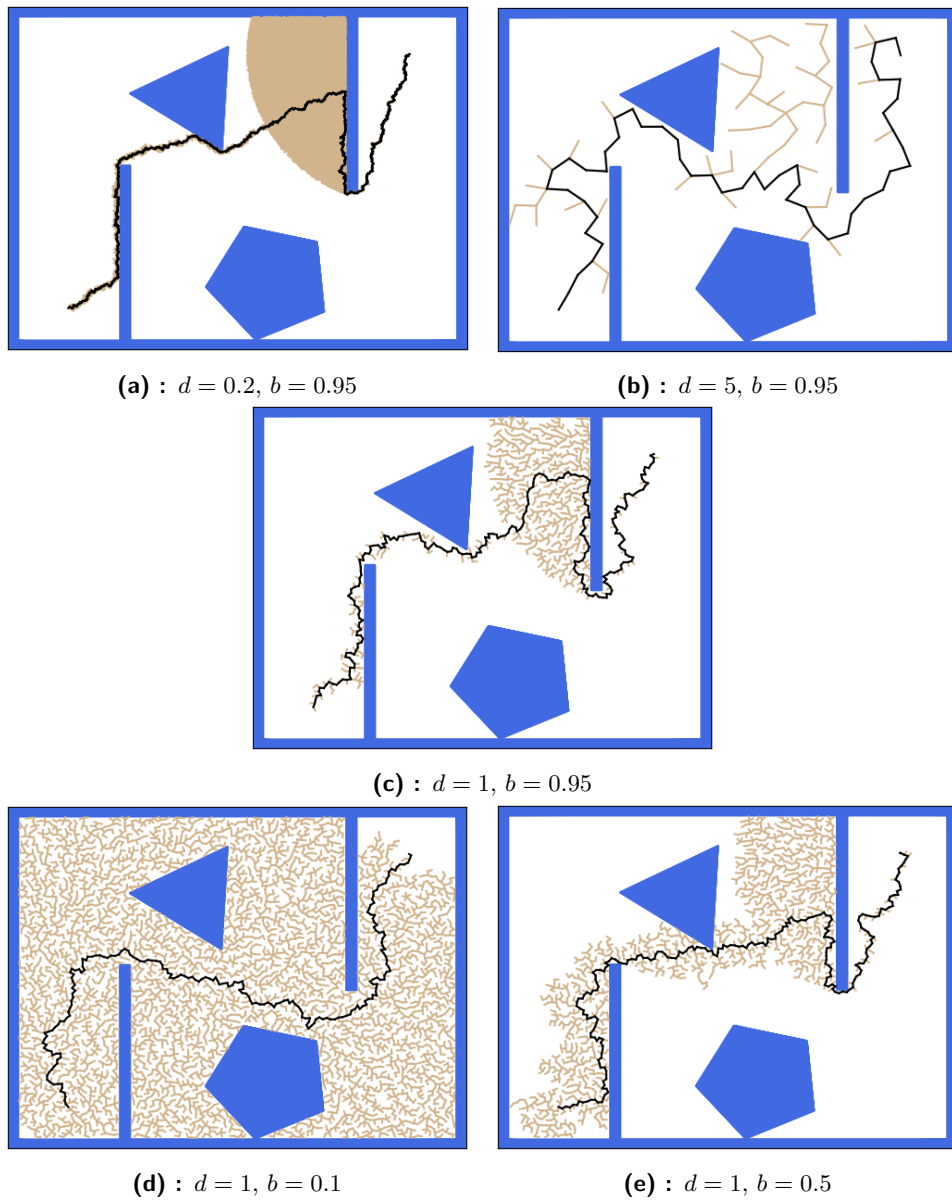 (a) : d = 0.2, b = 0.95
(b) : d = 5, b = 0.95
(c) : d = 1, b = 0.95
(d) : d = 1, b = 0.1
(e) : d = 1, b = 0.5